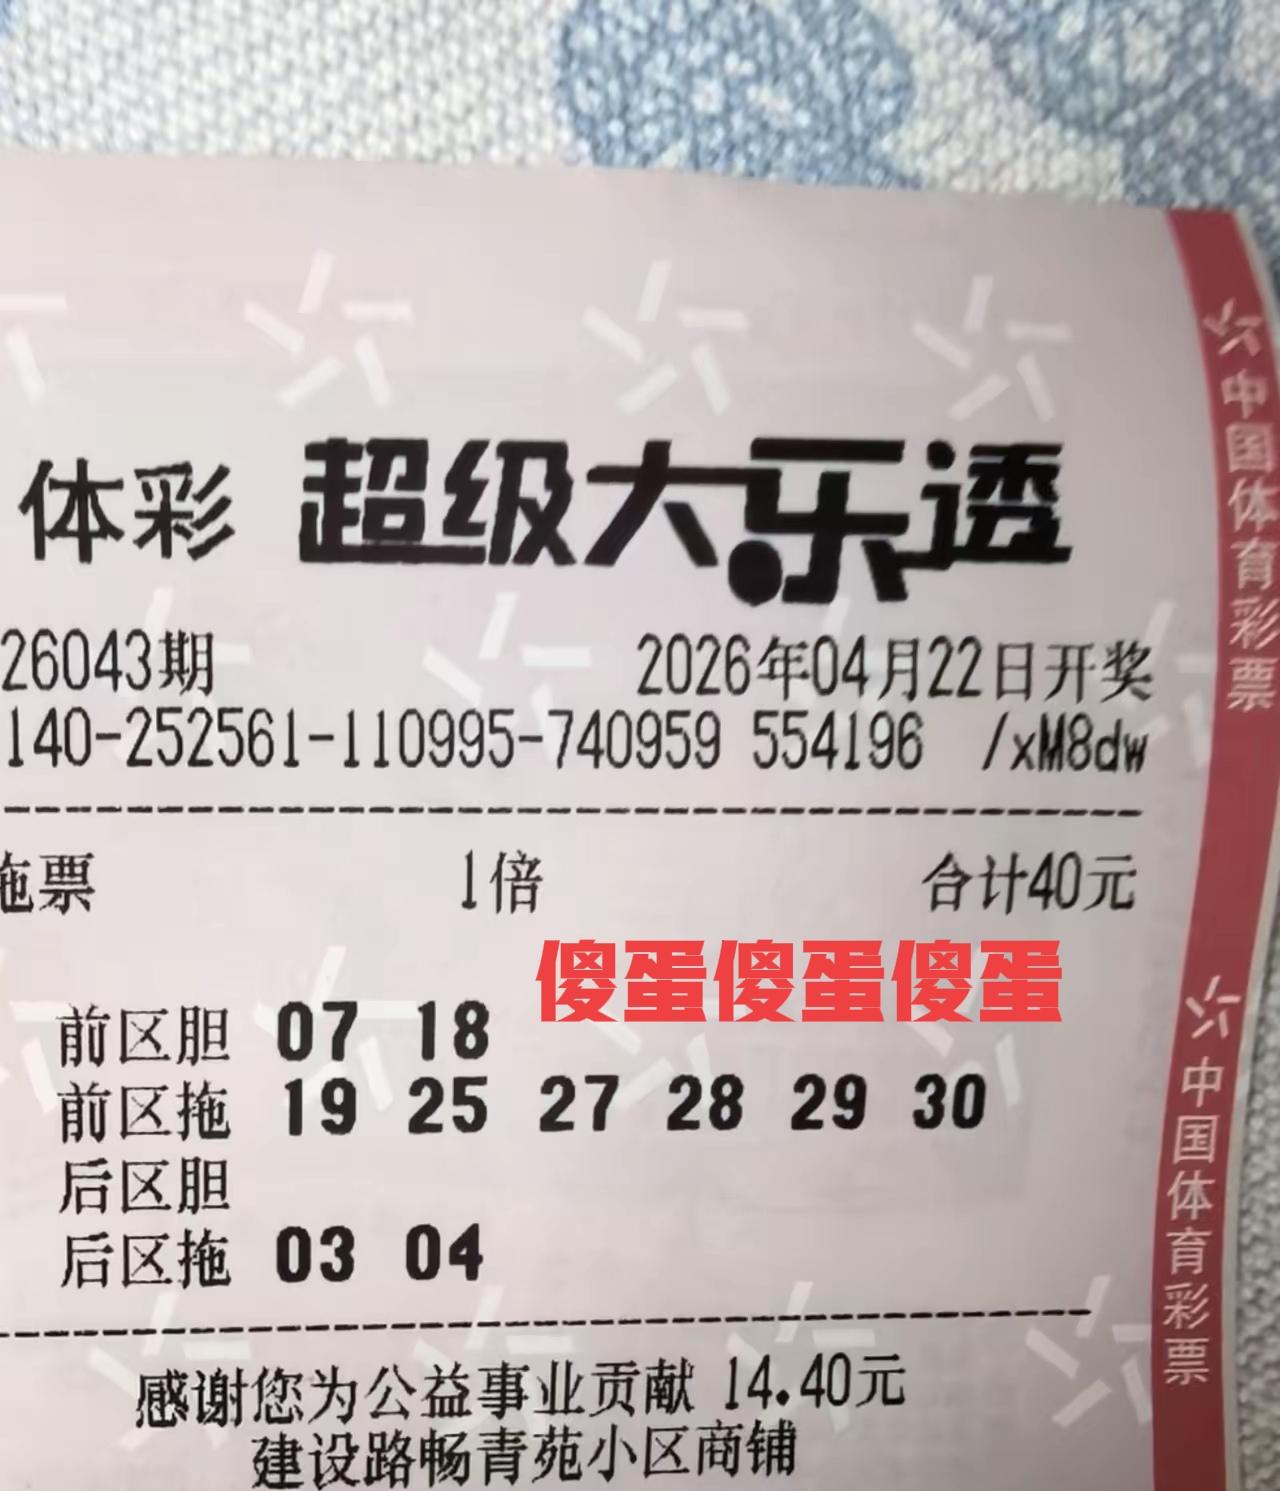 体彩 超级大乐透
26043期 2026年04月22日开奖
140-252561-110995-740959 554196 /xM8dw
拖票 1倍 合计40元
傻蛋傻蛋傻蛋
前区胆 07 18
前区拖 19 25 27 28 29 30
后区胆
后区拖 03 04
感谢您为公益事业贡献 14.40元
建设路畅青苑小区商铺
中国体育彩票
中国体育彩票